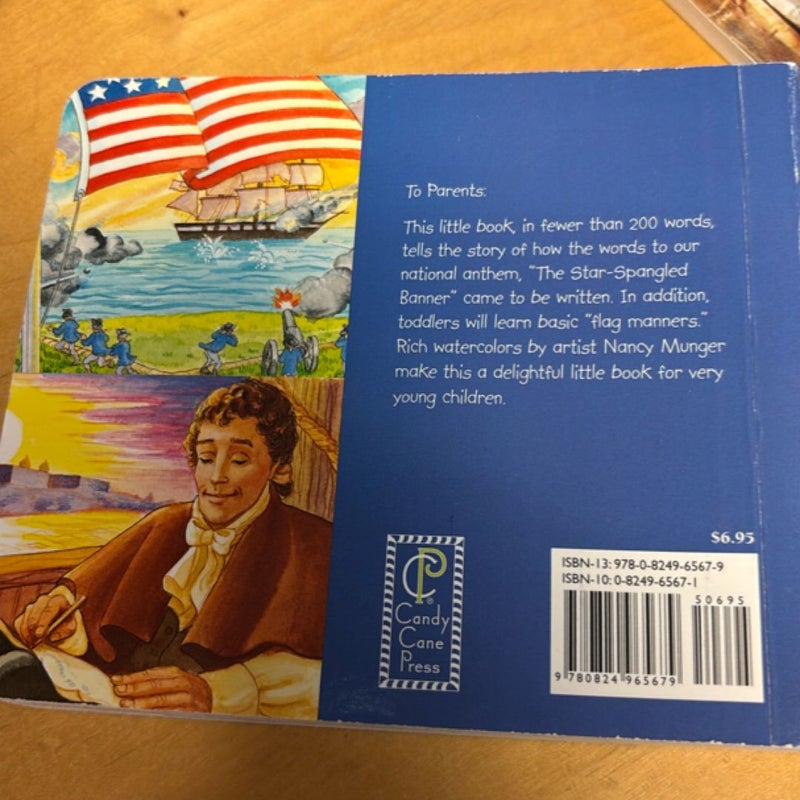 To Parents:
This little book, in fewer than 200 words,
tells the story of how the words to our
national anthem, "The Star-Spangled
Banner" came to be written. In addition,
toddlers will learn basic "flag manners."
Rich watercolors by artist Nancy Munger
make this a delightful little book for very
young children.
CP®
Candy
Cane
Press
$6.95
ISBN-13: 978-0-8249-6567-9
ISBN-10: 0-8249-6567-1
50695
9 780824 965679